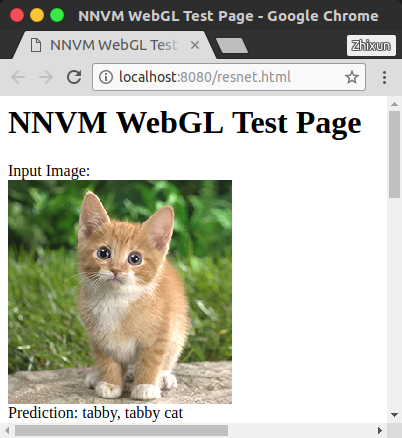 NNVM WebGL Test Page - Google Chrome
NNVM WebGL Test
Zhixun
localhost:8080/resnet.html
NNVM WebGL Test Page
Input Image:
Prediction: tabby, tabby cat